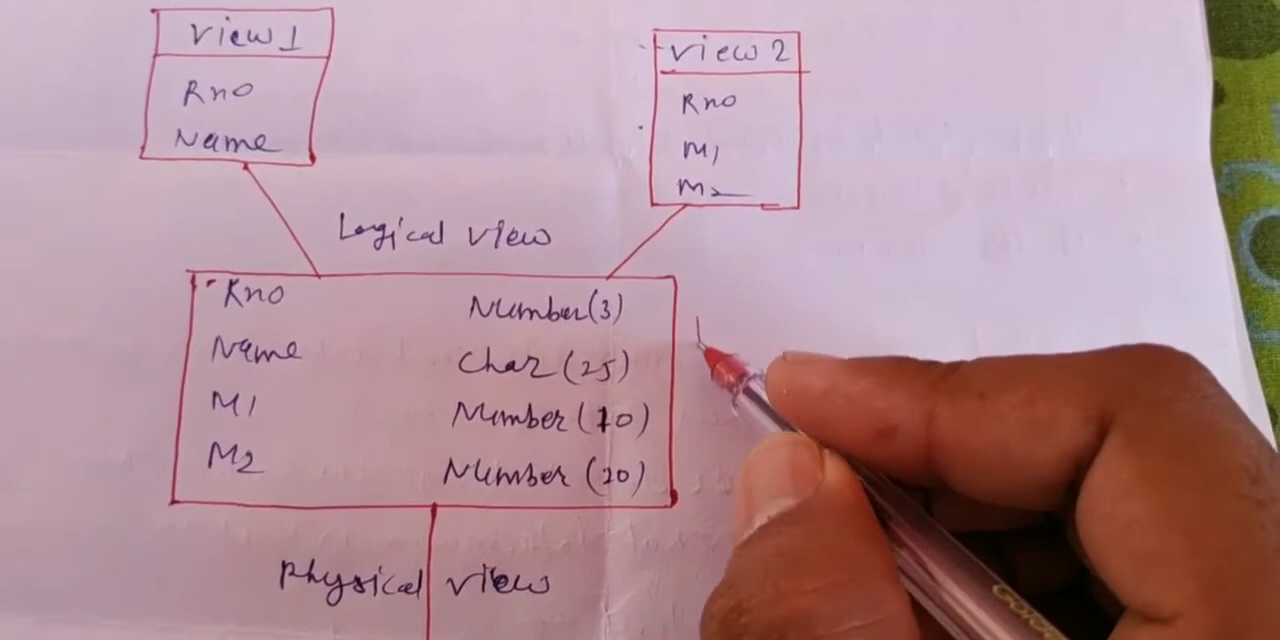 View 1
Rno
Name
View 2
Rno
M1
M2
Logical view
Rno Number(3)
Name Char (25)
M1 Number (10)
M2 Number (20)
Physical view